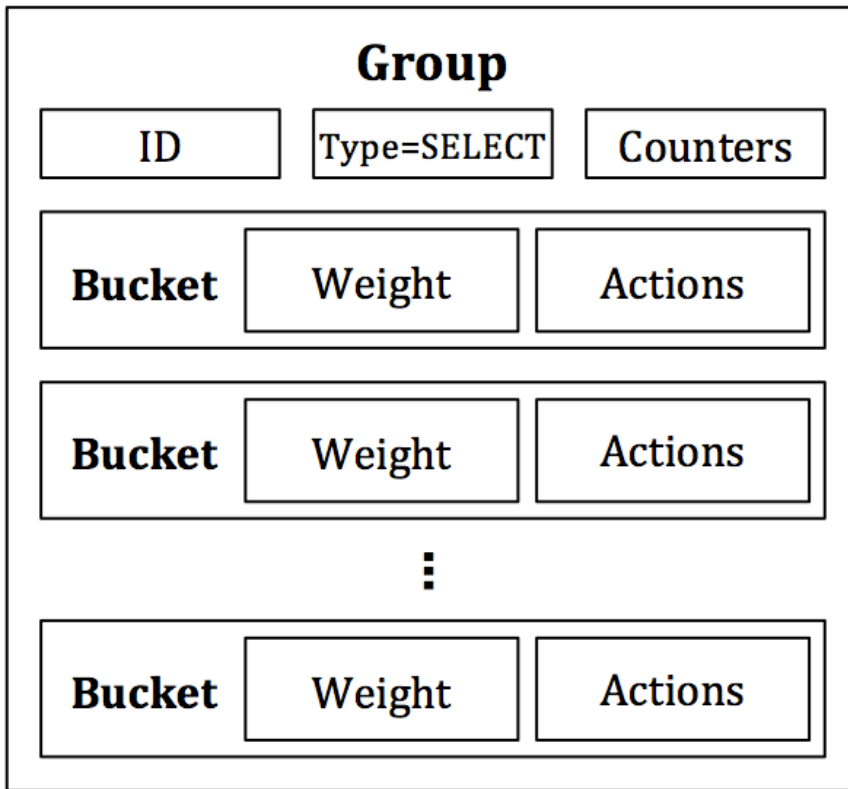 Group
ID Type=SELECT Counters
Bucket Weight Actions
Bucket Weight Actions
⋮
Bucket Weight Actions